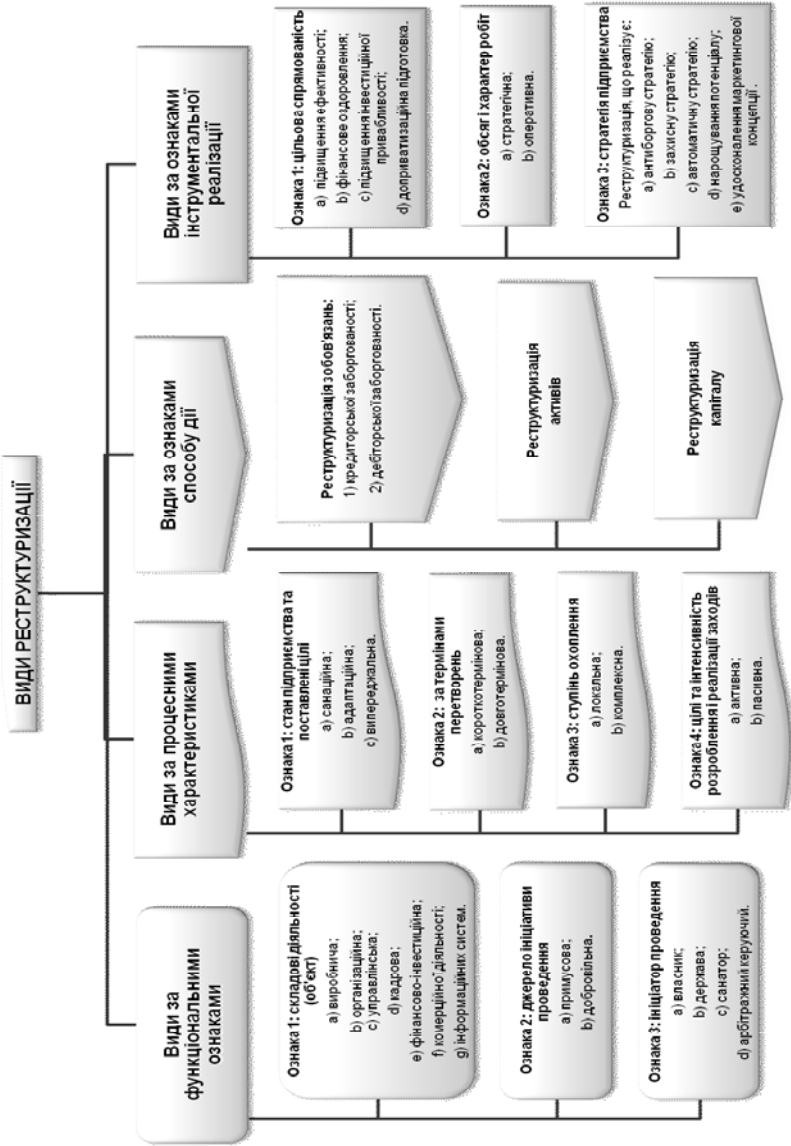 ВИДИ РЕСТРУКТУРИЗАЦІЇ
Види за
функціональними
ознаками
Ознака 1: складові діяльності
(об'єкт)
a) виробнича;
b) організаційна;
c) управлінська;
d) кадрова;
e) фінансово-інвестиційна;
f) комерційної діяльності;
g) інформаційних систем.
Ознака 2: джерело ініціативи
проведення
a) примусова;
b) добровільна.
Ознака 3: ініціатор проведення
a) власник;
b) держава;
c) санатор;
d) арбітражний керуючий.
Види за процесними
характеристиками
Ознака 1: стан підприємства та
поставлені цілі
a) санаційна;
b) адаптаційна;
c) випереджальна.
Ознака 2: за термінами
перетворень
a) короткотермінова;
b) довготермінова.
Ознака 3: ступінь охоплення
a) локальна;
b) комплексна.
Ознака 4: цілі та інтенсивність
розроблення і реалізації заходів
a) активна;
b) пасивна.
Види за ознаками
способу дії
Реструктуризація зобов'язань:
1) кредиторської заборгованості;
2) дебіторської заборгованості.
Реструктуризація
активів
Реструктуризація
капіталу
Види за ознаками
інструментальної
реалізації
Ознака 1: цільова спрямованість
a) підвищення ефективності;
b) фінансове оздоровлення;
c) підвищення інвестиційної
привабливості;
d) доприватизаційна підготовка.
Ознака 2: обсяг і характер робіт
a) стратегічна;
b) оперативна.
Ознака 3: стратегія підприємства
Реструктуризація, що реалізує:
a) антиборгову стратегію;
b) захисну стратегію;
c) автоматичну стратегію;
d) нарощування потенціалу;
e) удосконалення маркетингової
концепції.